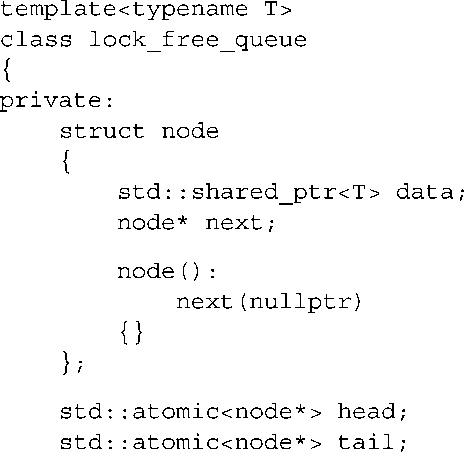 template<typename T>
class lock_free_queue
{
private:
    struct node
    {
        std::shared_ptr<T> data;
        node* next;
        node():
            next(nullptr)
        {}
    };
    std::atomic<node*> head;
    std::atomic<node*> tail;